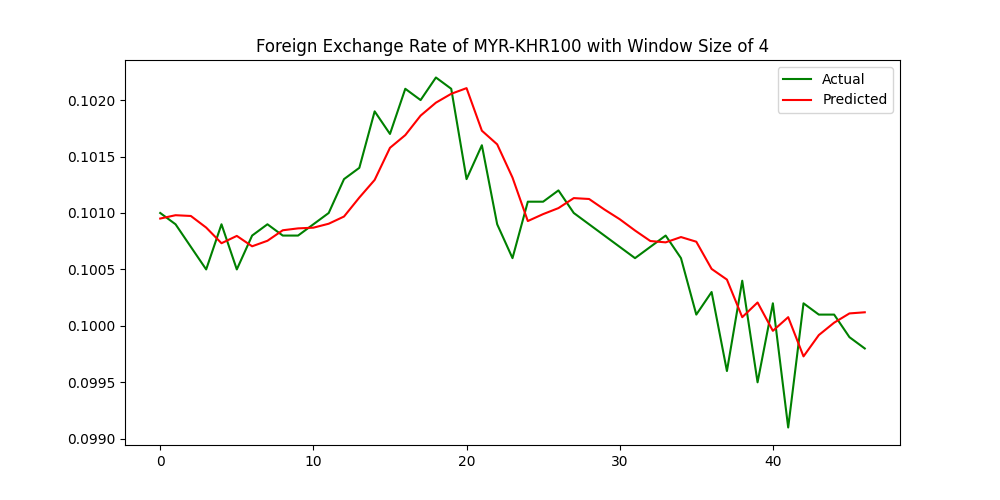 Foreign Exchange Rate of MYR-KHR100 with Window Size of 4
Actual
Predicted
0.1020
0.1015
0.1010
0.1005
0.1000
0.0995
0.0990
0 10 20 30 40